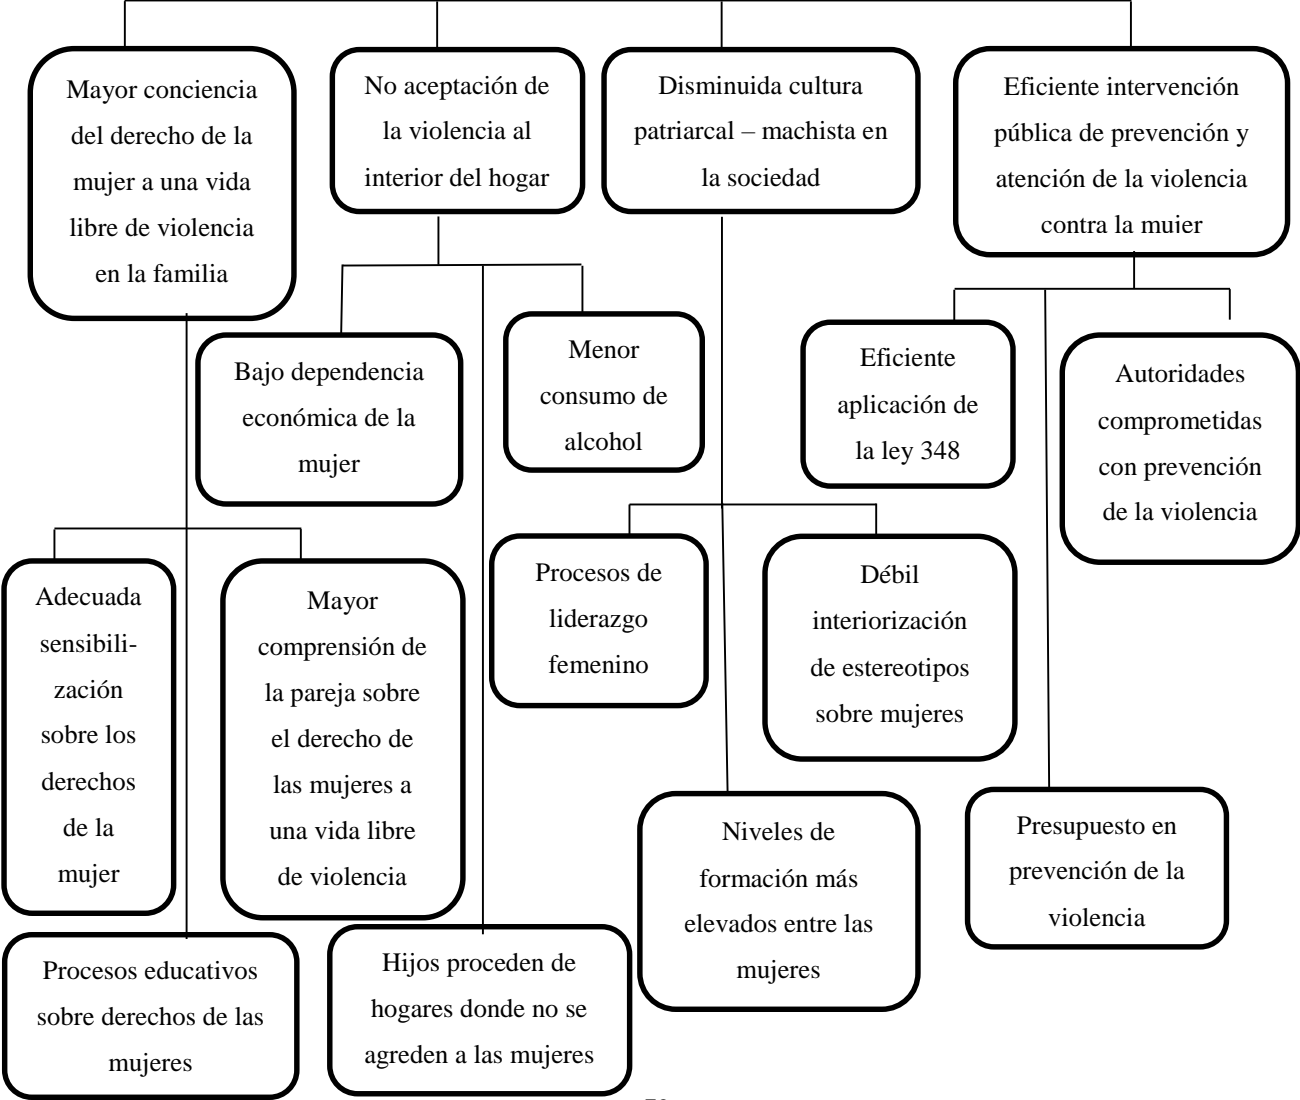 Mayor conciencia
del derecho de la
mujer a una vida
libre de violencia
en la familia
No aceptación de
la violencia al
interior del hogar
Disminuida cultura
patriarcal – machista en
la sociedad
Eficiente intervención
pública de prevención y
atención de la violencia
contra la mujer
Bajo dependencia
económica de la
mujer
Menor
consumo de
alcohol
Eficiente
aplicación de
la ley 348
Autoridades
comprometidas
con prevención
de la violencia
Adecuada
sensibili-
zación
sobre los
derechos
de la
mujer
Mayor
comprensión de
la pareja sobre
el derecho de
las mujeres a
una vida libre
de violencia
Procesos de
liderazgo
femenino
Débil
interiorización
de estereotipos
sobre mujeres
Niveles de
formación más
elevados entre las
mujeres
Presupuesto en
prevención de la
violencia
Procesos educativos
sobre derechos de las
mujeres
Hijos proceden de
hogares donde no se
agreden a las mujeres